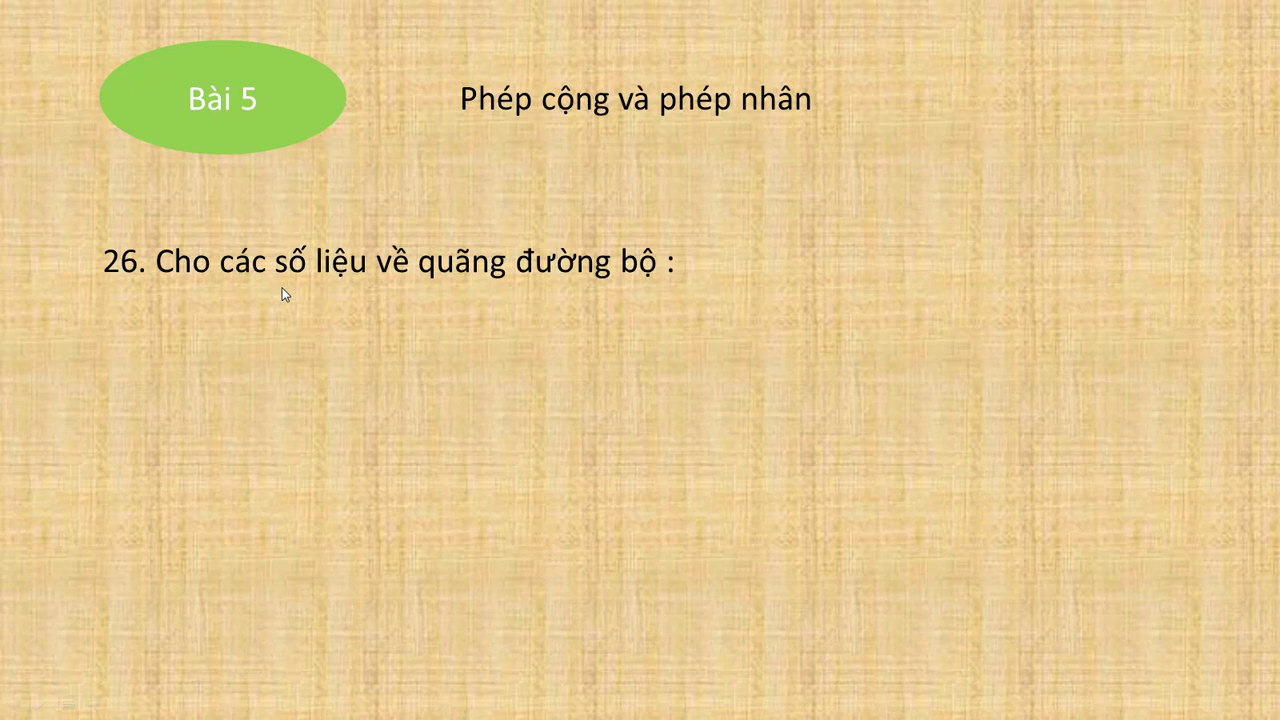 Bài 5
Phép cộng và phép nhân
26. Cho các số liệu về quãng đường bộ :